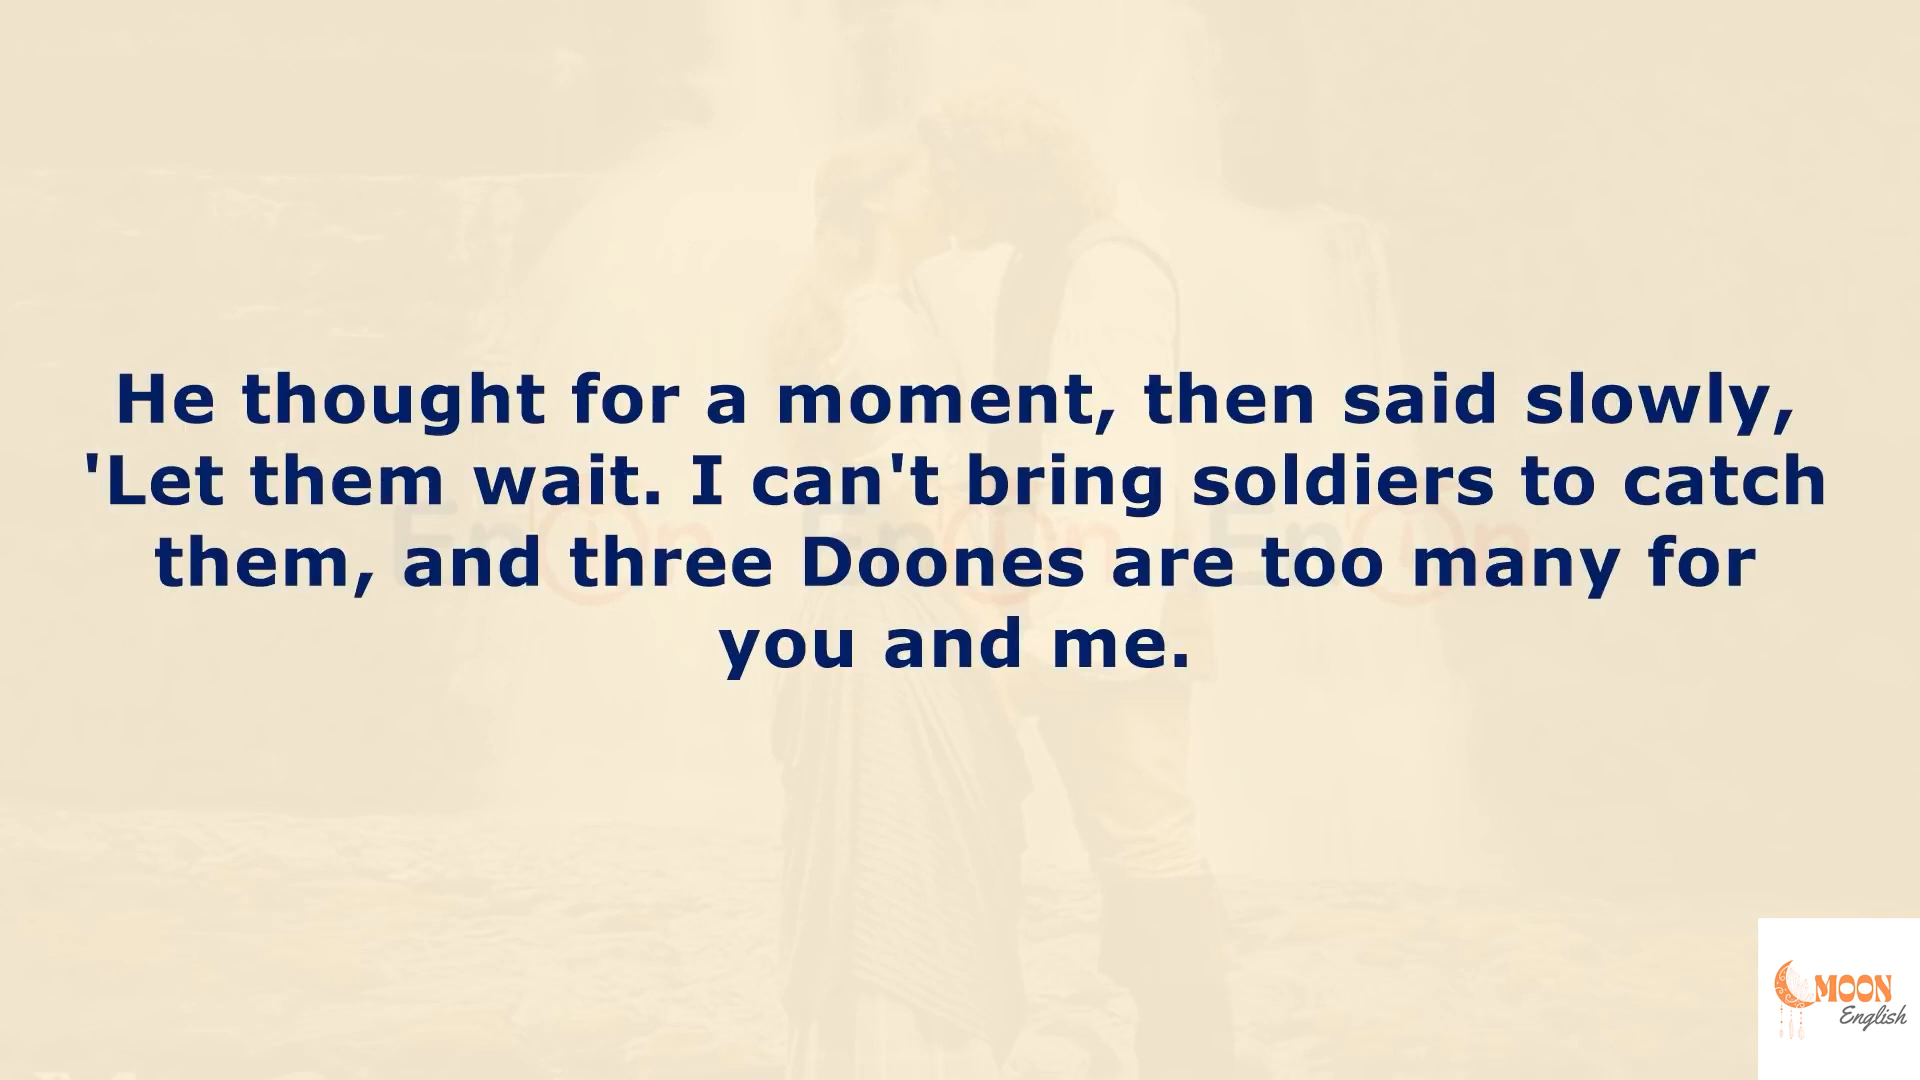 He thought for a moment, then said slowly,
'Let them wait. I can't bring soldiers to catch
them, and three Doones are too many for
you and me.
MOON
English